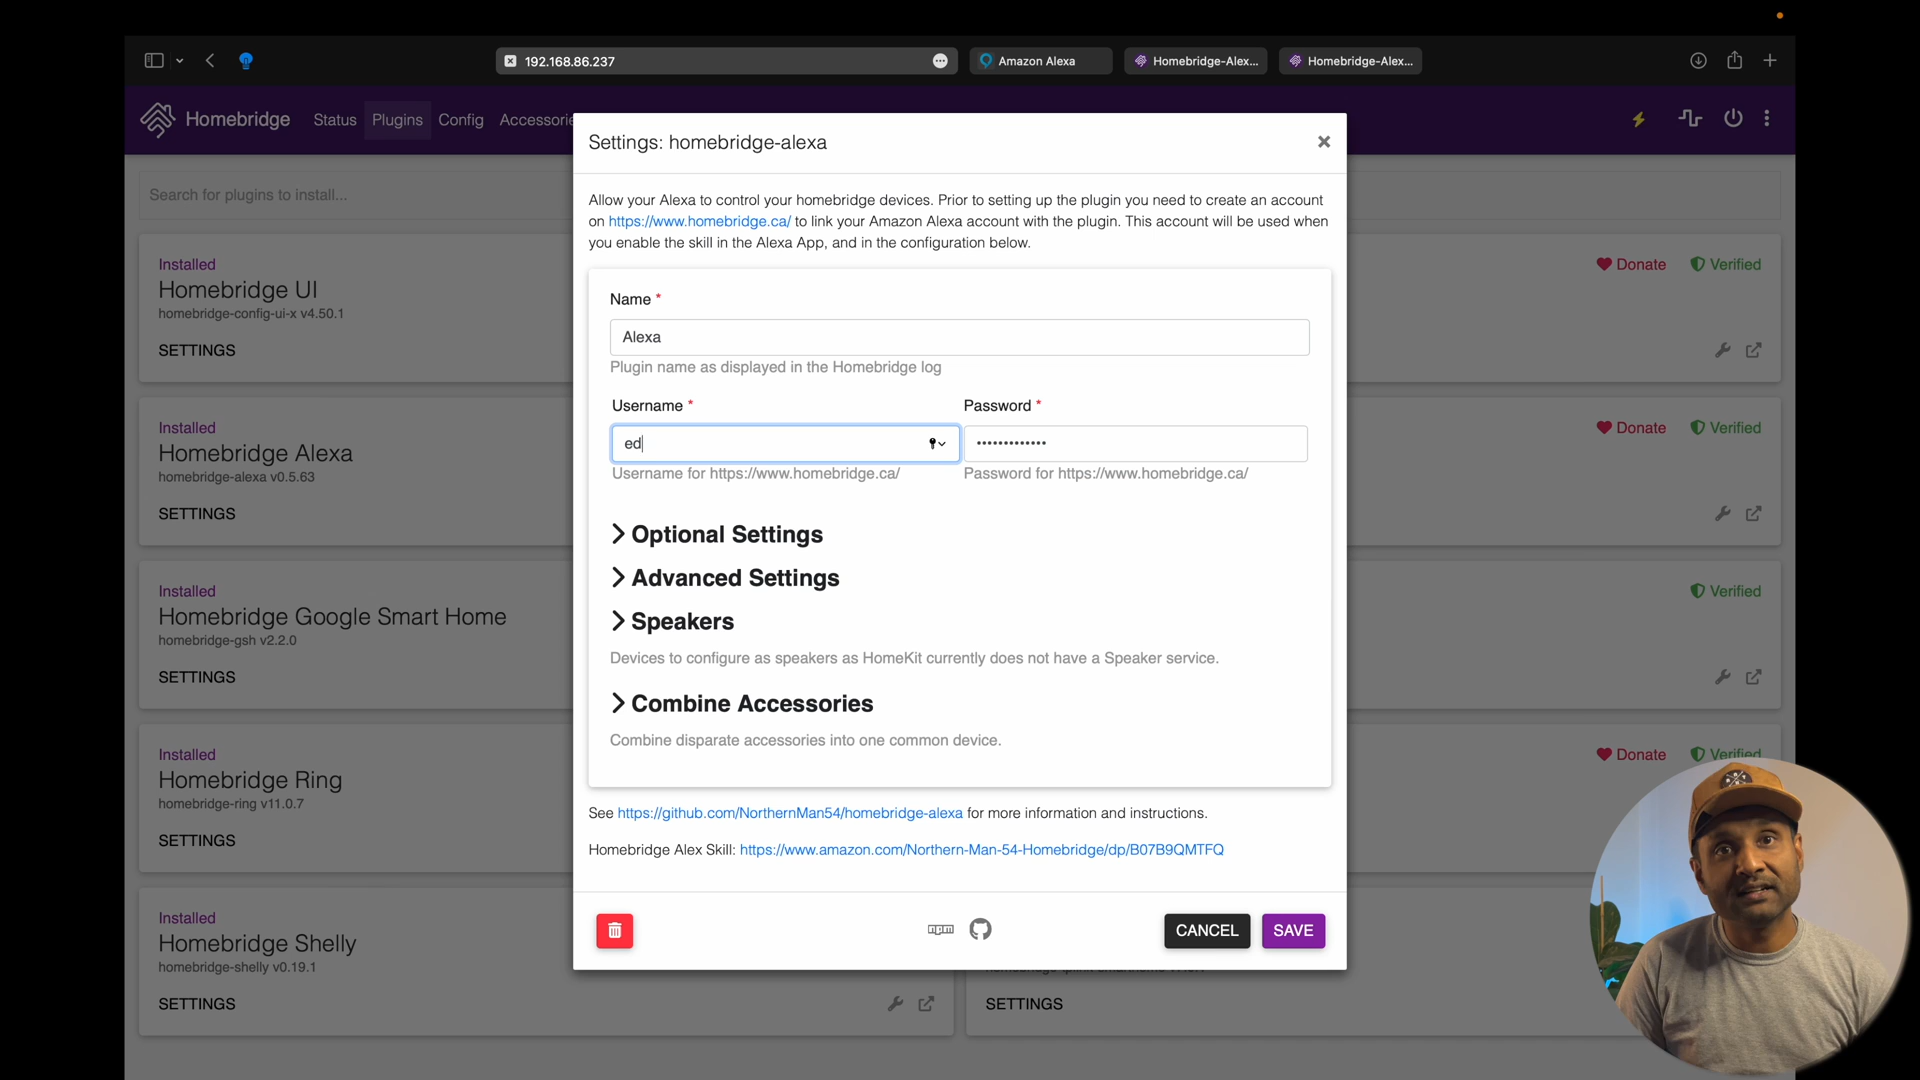 192.168.86.237
Amazon Alexa
Homebridge-Alex...
Homebridge-Alex...
Homebridge
Status
Plugins
Config
Accessorie
Settings: homebridge-alexa
Search for plugins to install...
Allow your Alexa to control your homebridge devices. Prior to setting up the plugin you need to create an account
on https://www.homebridge.ca/ to link your Amazon Alexa account with the plugin. This account will be used when
you enable the skill in the Alexa App, and in the configuration below.
Name *
Alexa
Plugin name as displayed in the Homebridge log
Username *
Password *
ed
•••••••••••••
Username for https://www.homebridge.ca/
Password for https://www.homebridge.ca/
Optional Settings
Advanced Settings
Speakers
Devices to configure as speakers as HomeKit currently does not have a Speaker service.
Combine Accessories
Combine disparate accessories into one common device.
See https://github.com/NorthernMan54/homebridge-alexa for more information and instructions.
Homebridge Alex Skill: https://www.amazon.com/Northern-Man-54-Homebridge/dp/B07B9QMTFQ
npm
CANCEL
SAVE
Installed
Homebridge UI
homebridge-config-ui-x v4.50.1
SETTINGS
Installed
Homebridge Alexa
homebridge-alexa v0.5.63
SETTINGS
Installed
Homebridge Google Smart Home
homebridge-gsh v2.2.0
SETTINGS
Installed
Homebridge Ring
homebridge-ring v11.0.7
SETTINGS
Installed
Homebridge Shelly
homebridge-shelly v0.19.1
SETTINGS
Donate
Verified
Donate
Verified
Verified
Donate
Verified
SETTINGS